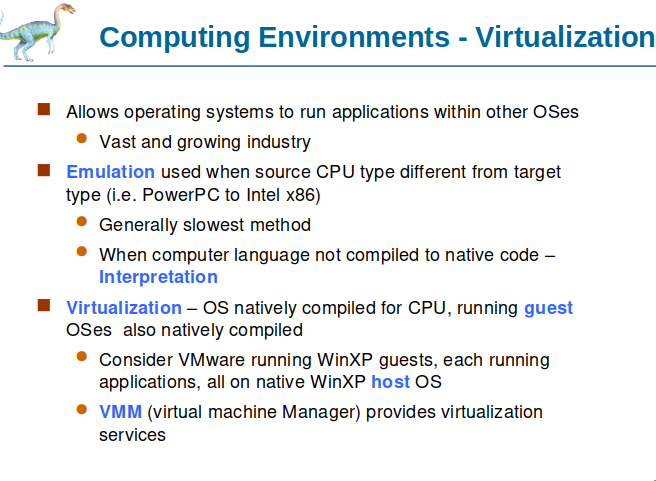 Computing Environments - Virtualization
Allows operating systems to run applications within other OSes
Vast and growing industry
Emulation used when source CPU type different from target
type (i.e. PowerPC to Intel x86)
Generally slowest method
When computer language not compiled to native code –
Interpretation
Virtualization – OS natively compiled for CPU, running guest
OSes also natively compiled
Consider VMware running WinXP guests, each running
applications, all on native WinXP host OS
VMM (virtual machine Manager) provides virtualization
services